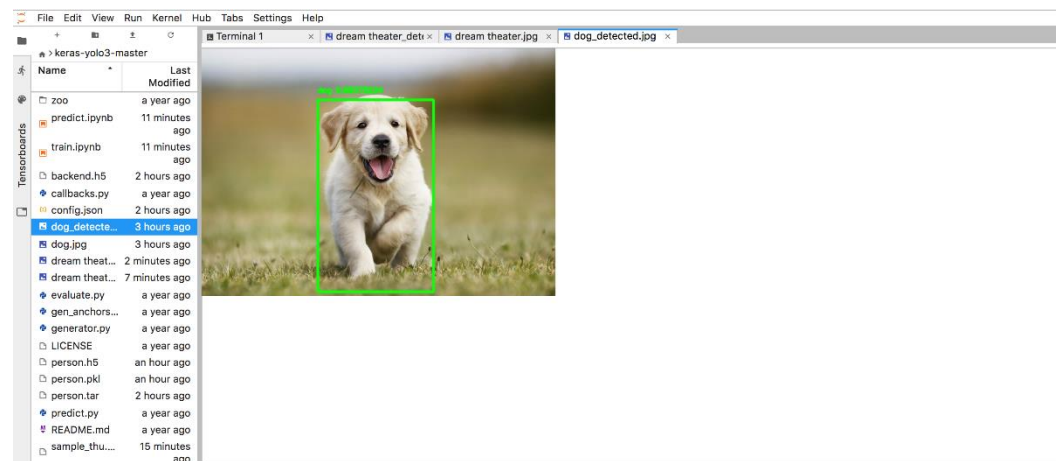 File Edit View Run Kernel Hub Tabs Settings Help
Terminal 1 × dream theater_det × dream theater.jpg × dog_detected.jpg ×
> keras-yolo3-master
Name Last Modified
zoo a year ago
predict.ipynb 11 minutes ago
train.ipynb 11 minutes ago
backend.h5 2 hours ago
callbacks.py a year ago
config.json 2 hours ago
dog_detecte... 3 hours ago
dog.jpg 3 hours ago
dream theat... 2 minutes ago
dream theat... 7 minutes ago
evaluate.py a year ago
gen_anchors... a year ago
generator.py a year ago
LICENSE a year ago
person.h5 an hour ago
person.pkl an hour ago
person.tar 2 hours ago
predict.py a year ago
README.md a year ago
sample_thu.... 15 minutes ago
Tensorboards